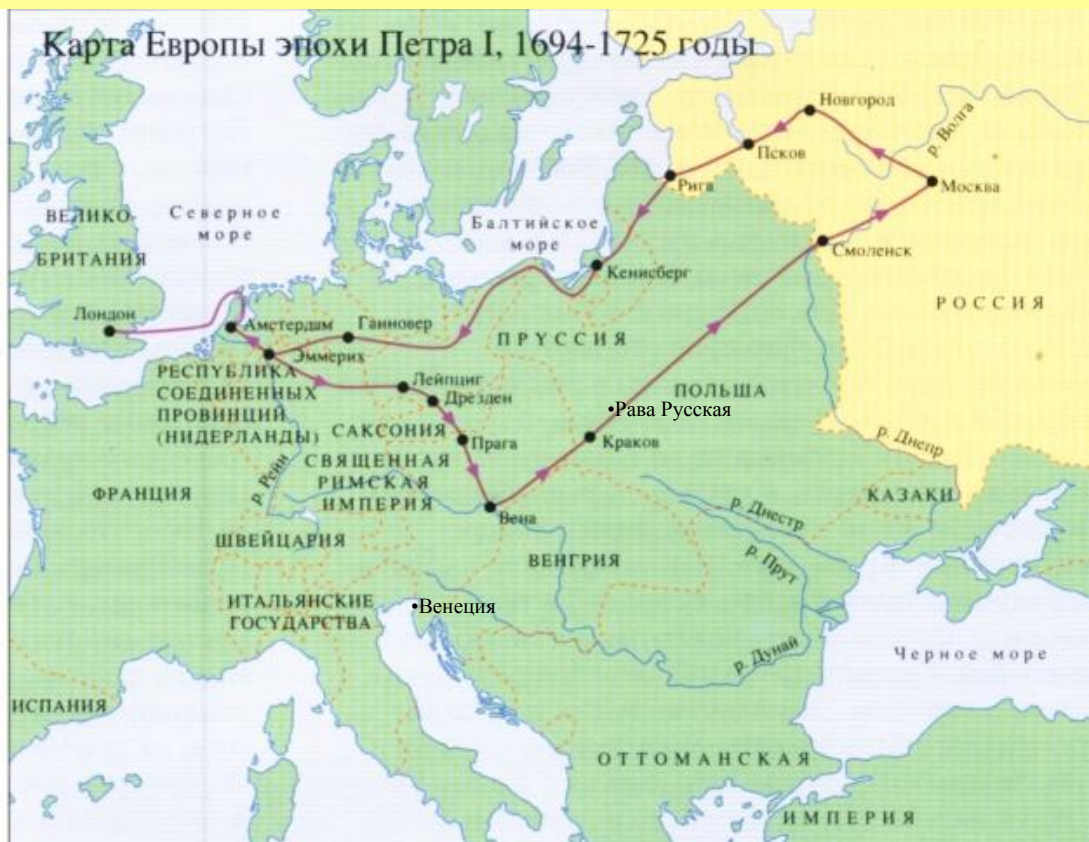 Карта Европы эпохи Петра I, 1694-1725 годы
Новгород
р. Волга
Псков
Рига
Москва
ВЕЛИКО-
БРИТАНИЯ
Северное
море
Балтийское
море
Смоленск
Кенисберг
РОССИЯ
Лондон
Амстердам
Ганновер
ПРУССИЯ
Эммерих
РЕСПУБЛИКА
СОЕДИНЕННЫХ
ПРОВИНЦИЙ
(НИДЕРЛАНДЫ)
Лейпциг
Дрезден
ПОЛЬША
•Рава Русская
САКСОНИЯ
Прага
Краков
р. Днепр
СВЯЩЕННАЯ
РИМСКАЯ
ИМПЕРИЯ
р. Рейн
ФРАНЦИЯ
КАЗАКИ
Вена
р. Днестр
ШВЕЙЦАРИЯ
ВЕНГРИЯ
р. Прут
ИТАЛЬЯНСКИЕ
ГОСУДАРСТВА
•Венеция
р. Дунай
Черное море
ИСПАНИЯ
ОТТОМАНСКАЯ
ИМПЕРИЯ